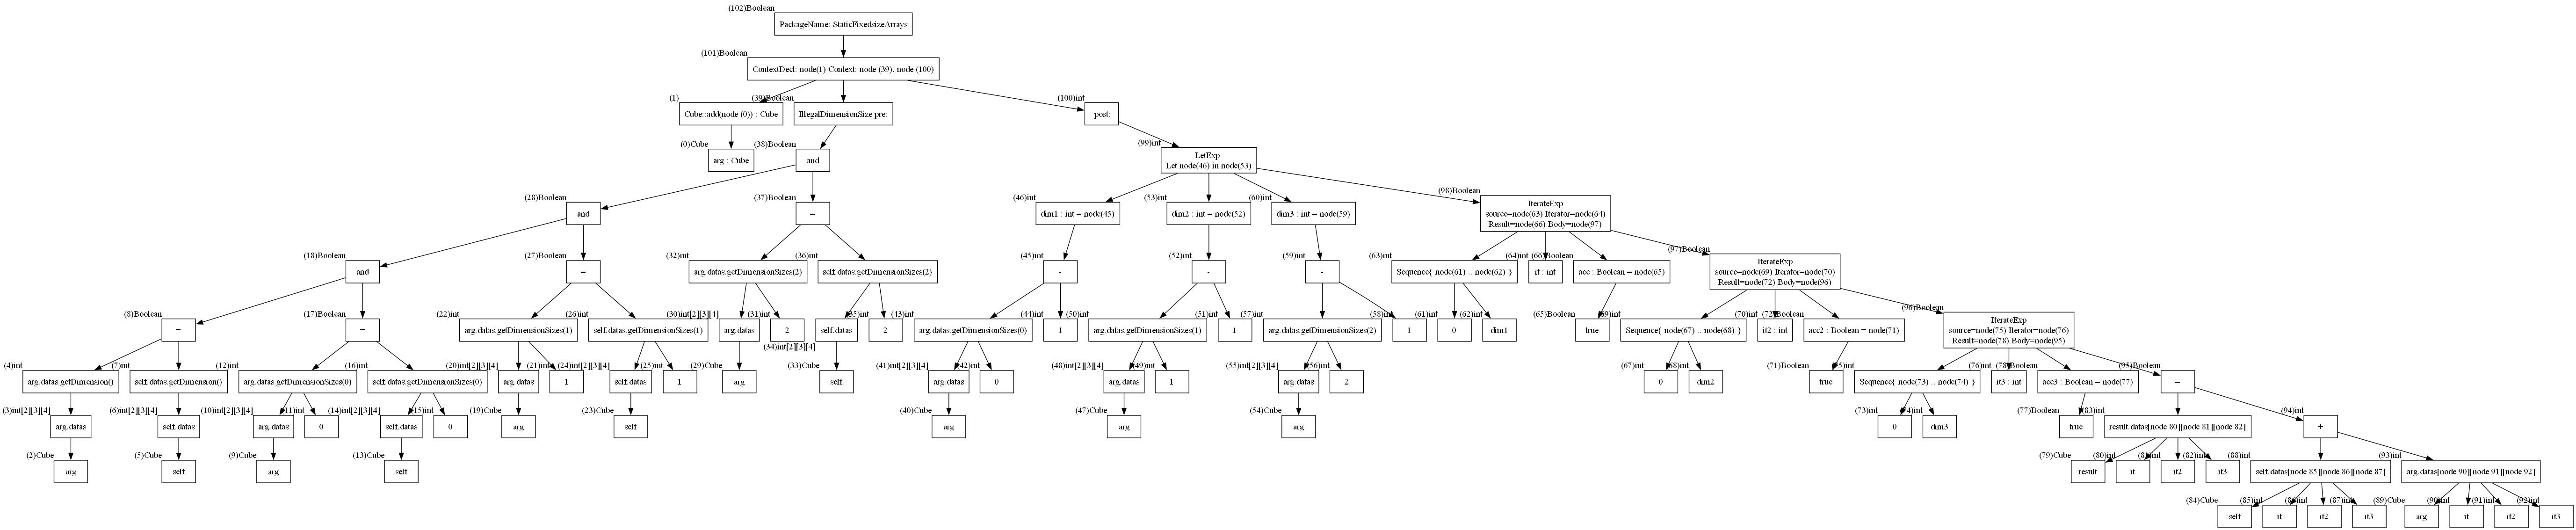 (102)Boolean
PackageName: StaticFixedsizeArrays
(101)Boolean
ContextDecl: node(1) Context: node (39), node (100)
(1)
Cube::add(node (0)) : Cube
(39)Boolean
IllegalDimensionSize pre:
(100)int
post:
(0)Cube
arg : Cube
(38)Boolean
and
(99)int
LetExp
Let node(46) in node(53)
(28)Boolean
and
(37)Boolean
=
(46)int
dim1 : int = node(45)
(53)int
dim2 : int = node(52)
(60)int
dim3 : int = node(59)
(98)Boolean
IterateExp
source=node(63) Iterator=node(64)
Result=node(66) Body=node(97)
(18)Boolean
and
(27)Boolean
=
(32)int
arg.datas.getDimensionSizes(2)
(36)int
self.datas.getDimensionSizes(2)
(45)int
-
(52)int
-
(59)int
-
(63)int
Sequence{ node(61) .. node(62) }
(64)int
it : int
(66)Boolean
acc : Boolean = node(65)
(97)Boolean
IterateExp
source=node(69) Iterator=node(70)
Result=node(72) Body=node(96)
(8)Boolean
=
(17)Boolean
=
(22)int
arg.datas.getDimensionSizes(1)
(26)int
self.datas.getDimensionSizes(1)
(30)int[2][3][4]
arg.datas
(31)int
2
(34)int[2][3][4]
self.datas
(35)int
2
(43)int
arg.datas.getDimensionSizes(0)
(44)int
1
(50)int
arg.datas.getDimensionSizes(1)
(51)int
1
(57)int
arg.datas.getDimensionSizes(2)
(58)int
1
(61)int
0
(62)int
dim1
(65)Boolean
true
(69)int
Sequence{ node(67) .. node(68) }
(70)int
it2 : int
(72)Boolean
acc2 : Boolean = node(71)
(96)Boolean
IterateExp
source=node(75) Iterator=node(76)
Result=node(78) Body=node(95)
(4)int
arg.datas.getDimension()
(7)int
self.datas.getDimension()
(12)int
arg.datas.getDimensionSizes(0)
(16)int
self.datas.getDimensionSizes(0)
(20)int[2][3][4]
arg.datas
(21)int
1
(24)int[2][3][4]
self.datas
(25)int
1
(29)Cube
arg
(33)Cube
self
(41)int[2][3][4]
arg.datas
(42)int
0
(48)int[2][3][4]
arg.datas
(49)int
1
(55)int[2][3][4]
arg.datas
(56)int
2
(67)int
0
(68)int
dim2
(71)Boolean
true
(75)int
Sequence{ node(73) .. node(74) }
(76)int
it3 : int
(78)Boolean
acc3 : Boolean = node(77)
(95)Boolean
=
(3)int[2][3][4]
arg.datas
(6)int[2][3][4]
self.datas
(10)int[2][3][4]
arg.datas
(11)int
0
(14)int[2][3][4]
self.datas
(15)int
0
(19)Cube
arg
(23)Cube
self
(40)Cube
arg
(47)Cube
arg
(54)Cube
arg
(73)int
0
(74)int
dim3
(77)Boolean
true
(83)int
result.datas[node 80][node 81][node 82]
(94)int
+
(2)Cube
arg
(5)Cube
self
(9)Cube
arg
(13)Cube
self
(79)Cube
result
(80)int
it
(81)int
it2
(82)int
it3
(88)int
self.datas[node 85][node 86][node 87]
(93)int
arg.datas[node 90][node 91][node 92]
(84)Cube
self
(85)int
it
(86)int
it2
(87)int
it3
(89)Cube
arg
(90)int
it
(91)int
it2
(92)int
it3